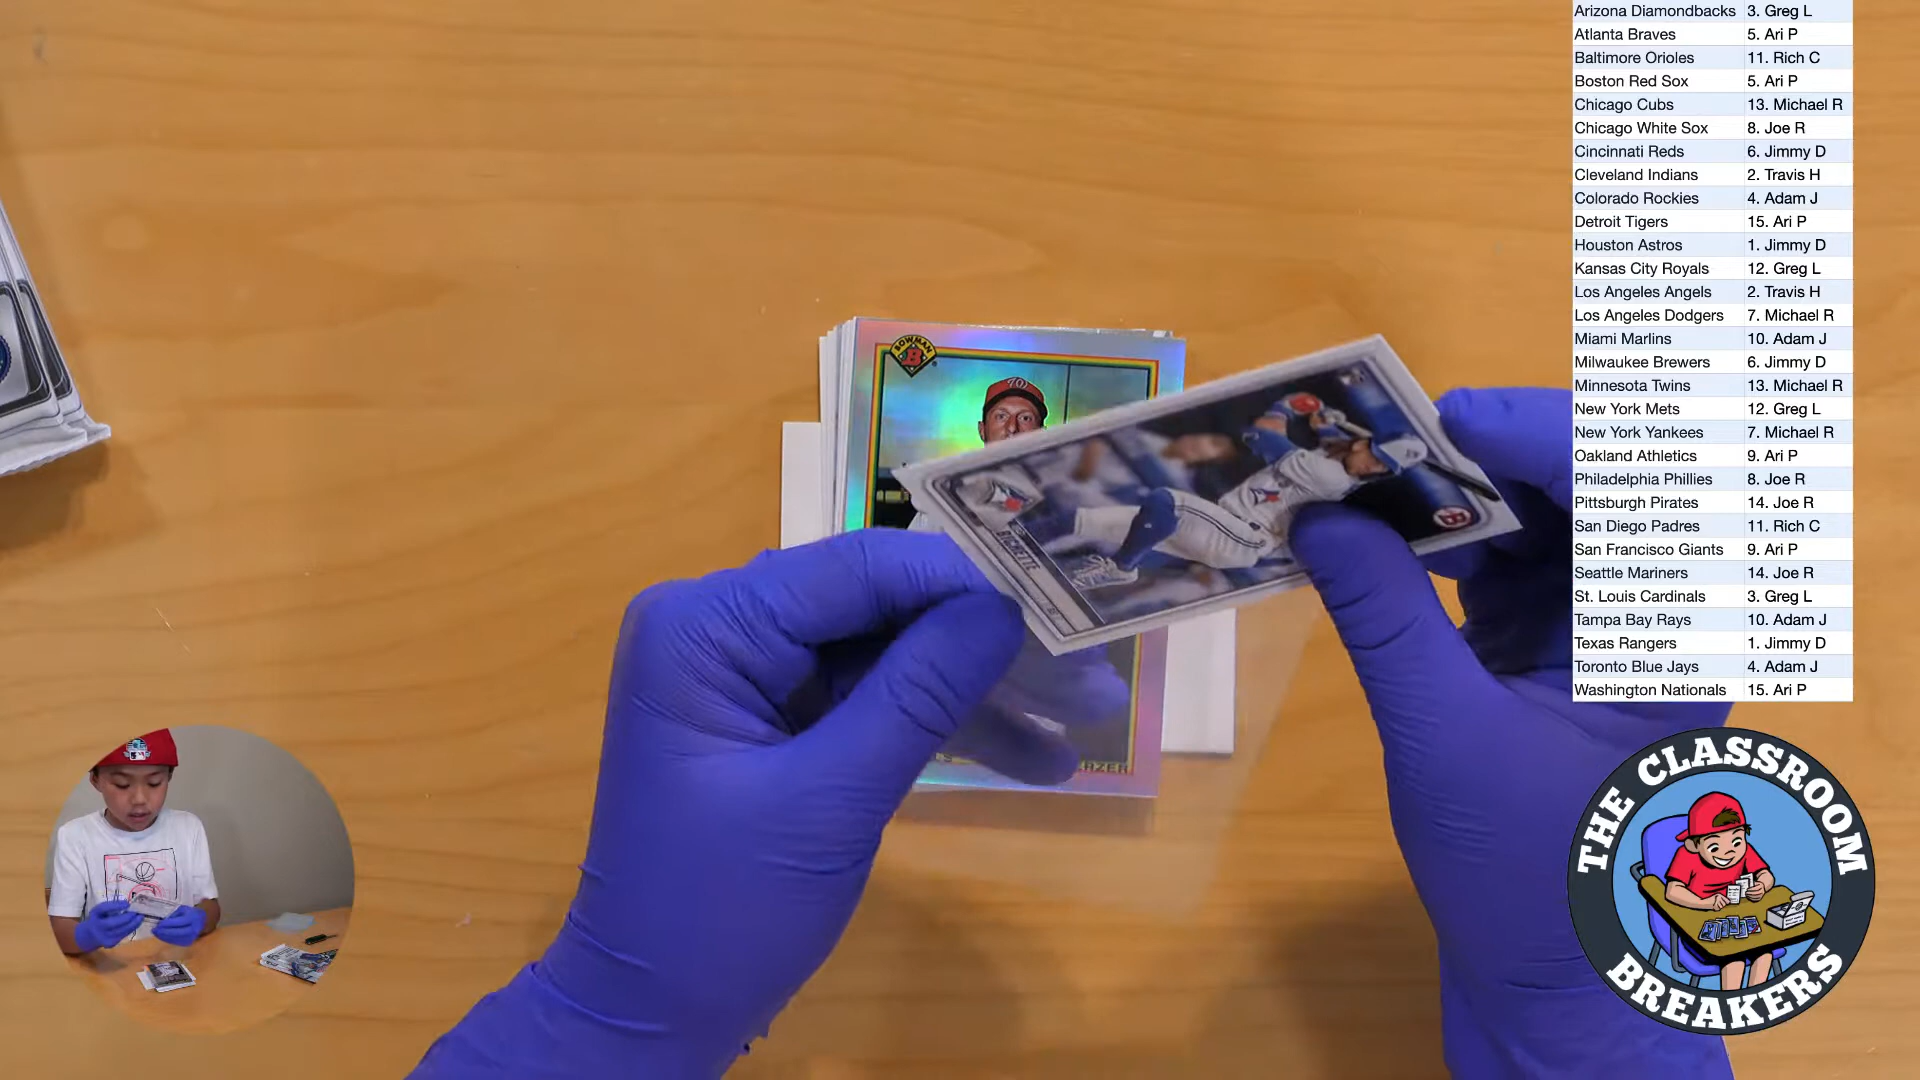 Arizona Diamondbacks 3. Greg L
Atlanta Braves 5. Ari P
Baltimore Orioles 11. Rich C
Boston Red Sox 5. Ari P
Chicago Cubs 13. Michael R
Chicago White Sox 8. Joe R
Cincinnati Reds 6. Jimmy D
Cleveland Indians 2. Travis H
Colorado Rockies 4. Adam J
Detroit Tigers 15. Ari P
Houston Astros 1. Jimmy D
Kansas City Royals 12. Greg L
Los Angeles Angels 2. Travis H
Los Angeles Dodgers 7. Michael R
Miami Marlins 10. Adam J
Milwaukee Brewers 6. Jimmy D
Minnesota Twins 13. Michael R
New York Mets 12. Greg L
New York Yankees 7. Michael R
Oakland Athletics 9. Ari P
Philadelphia Phillies 8. Joe R
Pittsburgh Pirates 14. Joe R
San Diego Padres 11. Rich C
San Francisco Giants 9. Ari P
Seattle Mariners 14. Joe R
St. Louis Cardinals 3. Greg L
Tampa Bay Rays 10. Adam J
Texas Rangers 1. Jimmy D
Toronto Blue Jays 4. Adam J
Washington Nationals 15. Ari P
BOWMAN
B
BICHETTE
B
THE CLASSROOM
BREAKERS